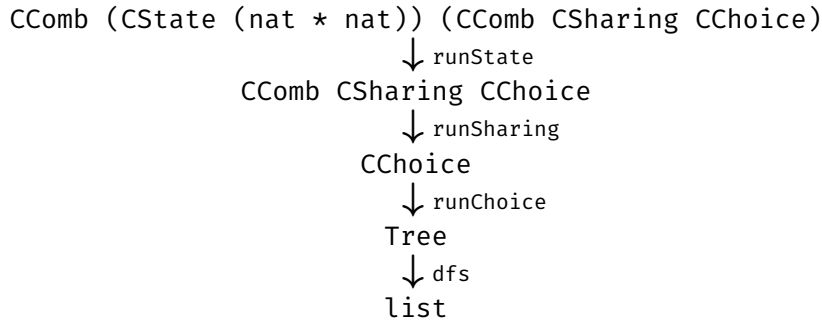 CComb (CState (nat * nat)) (CComb CSharing CChoice)
runState
CComb CSharing CChoice
runSharing
CChoice
runChoice
Tree
dfs
list